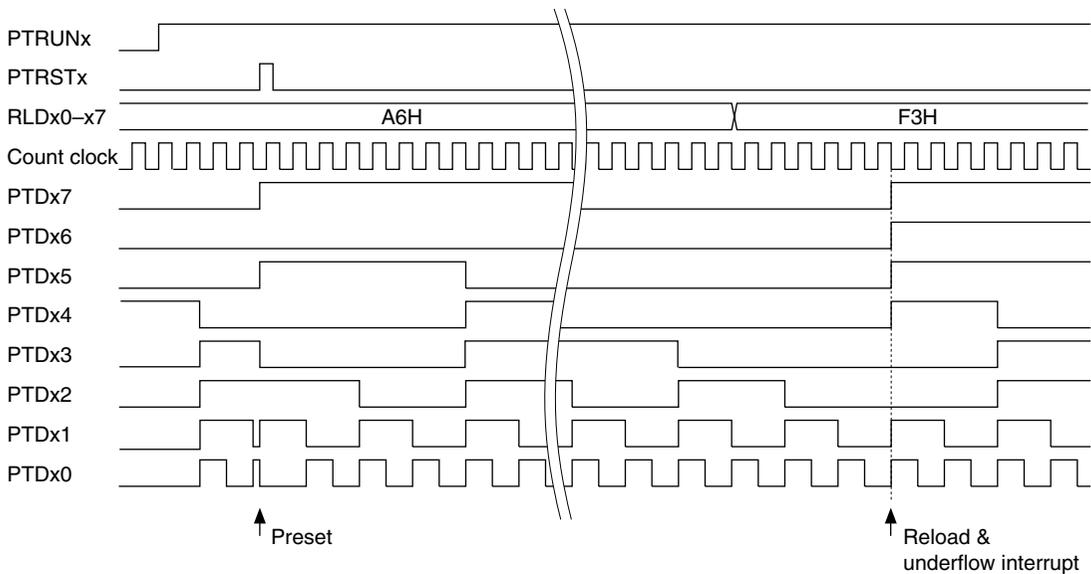 PTRUNx
PTRSTx
RLDx0–x7 A6H F3H
Count clock
PTDx7
PTDx6
PTDx5
PTDx4
PTDx3
PTDx2
PTDx1
PTDx0
Preset
Reload &
underflow interrupt